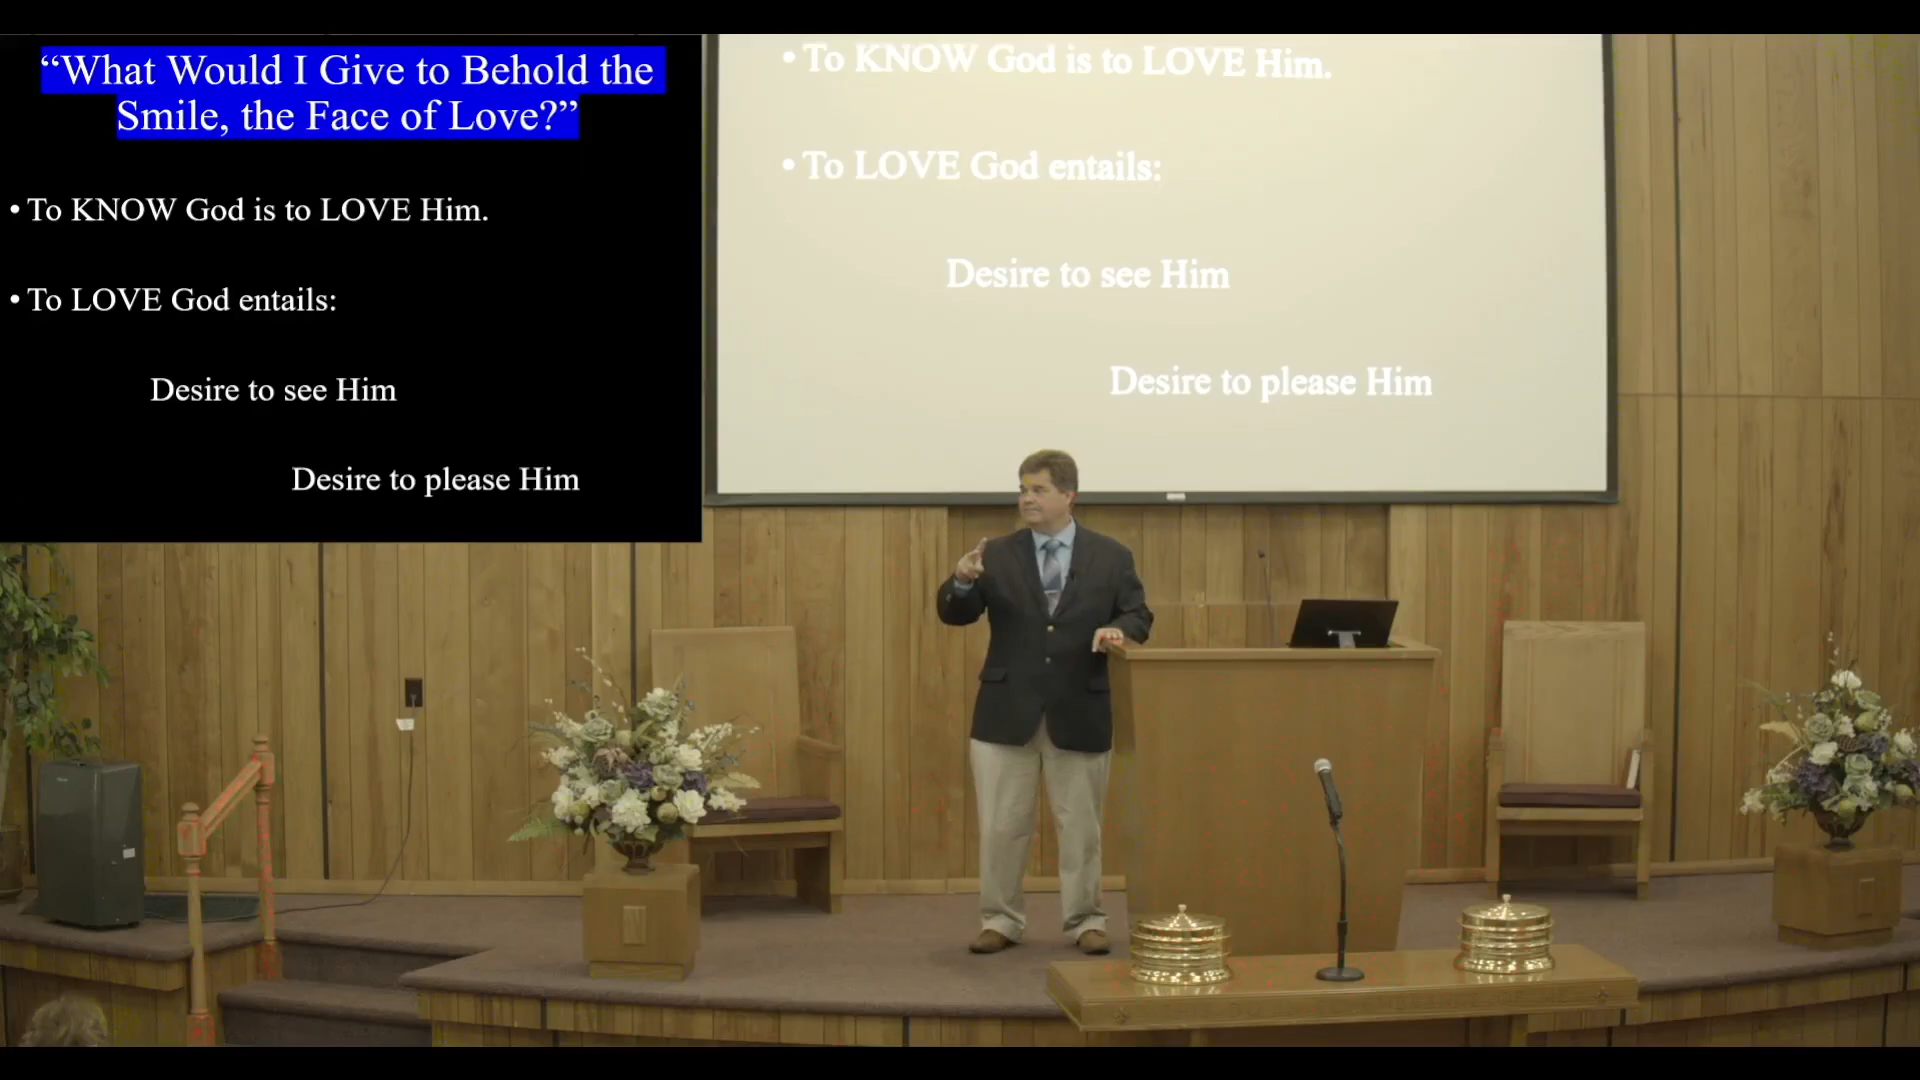 “What Would I Give to Behold the
Smile, the Face of Love?”
• To KNOW God is to LOVE Him.
• To LOVE God entails:
Desire to see Him
Desire to please Him
• To KNOW God is to LOVE Him.
• To LOVE God entails:
Desire to see Him
Desire to please Him